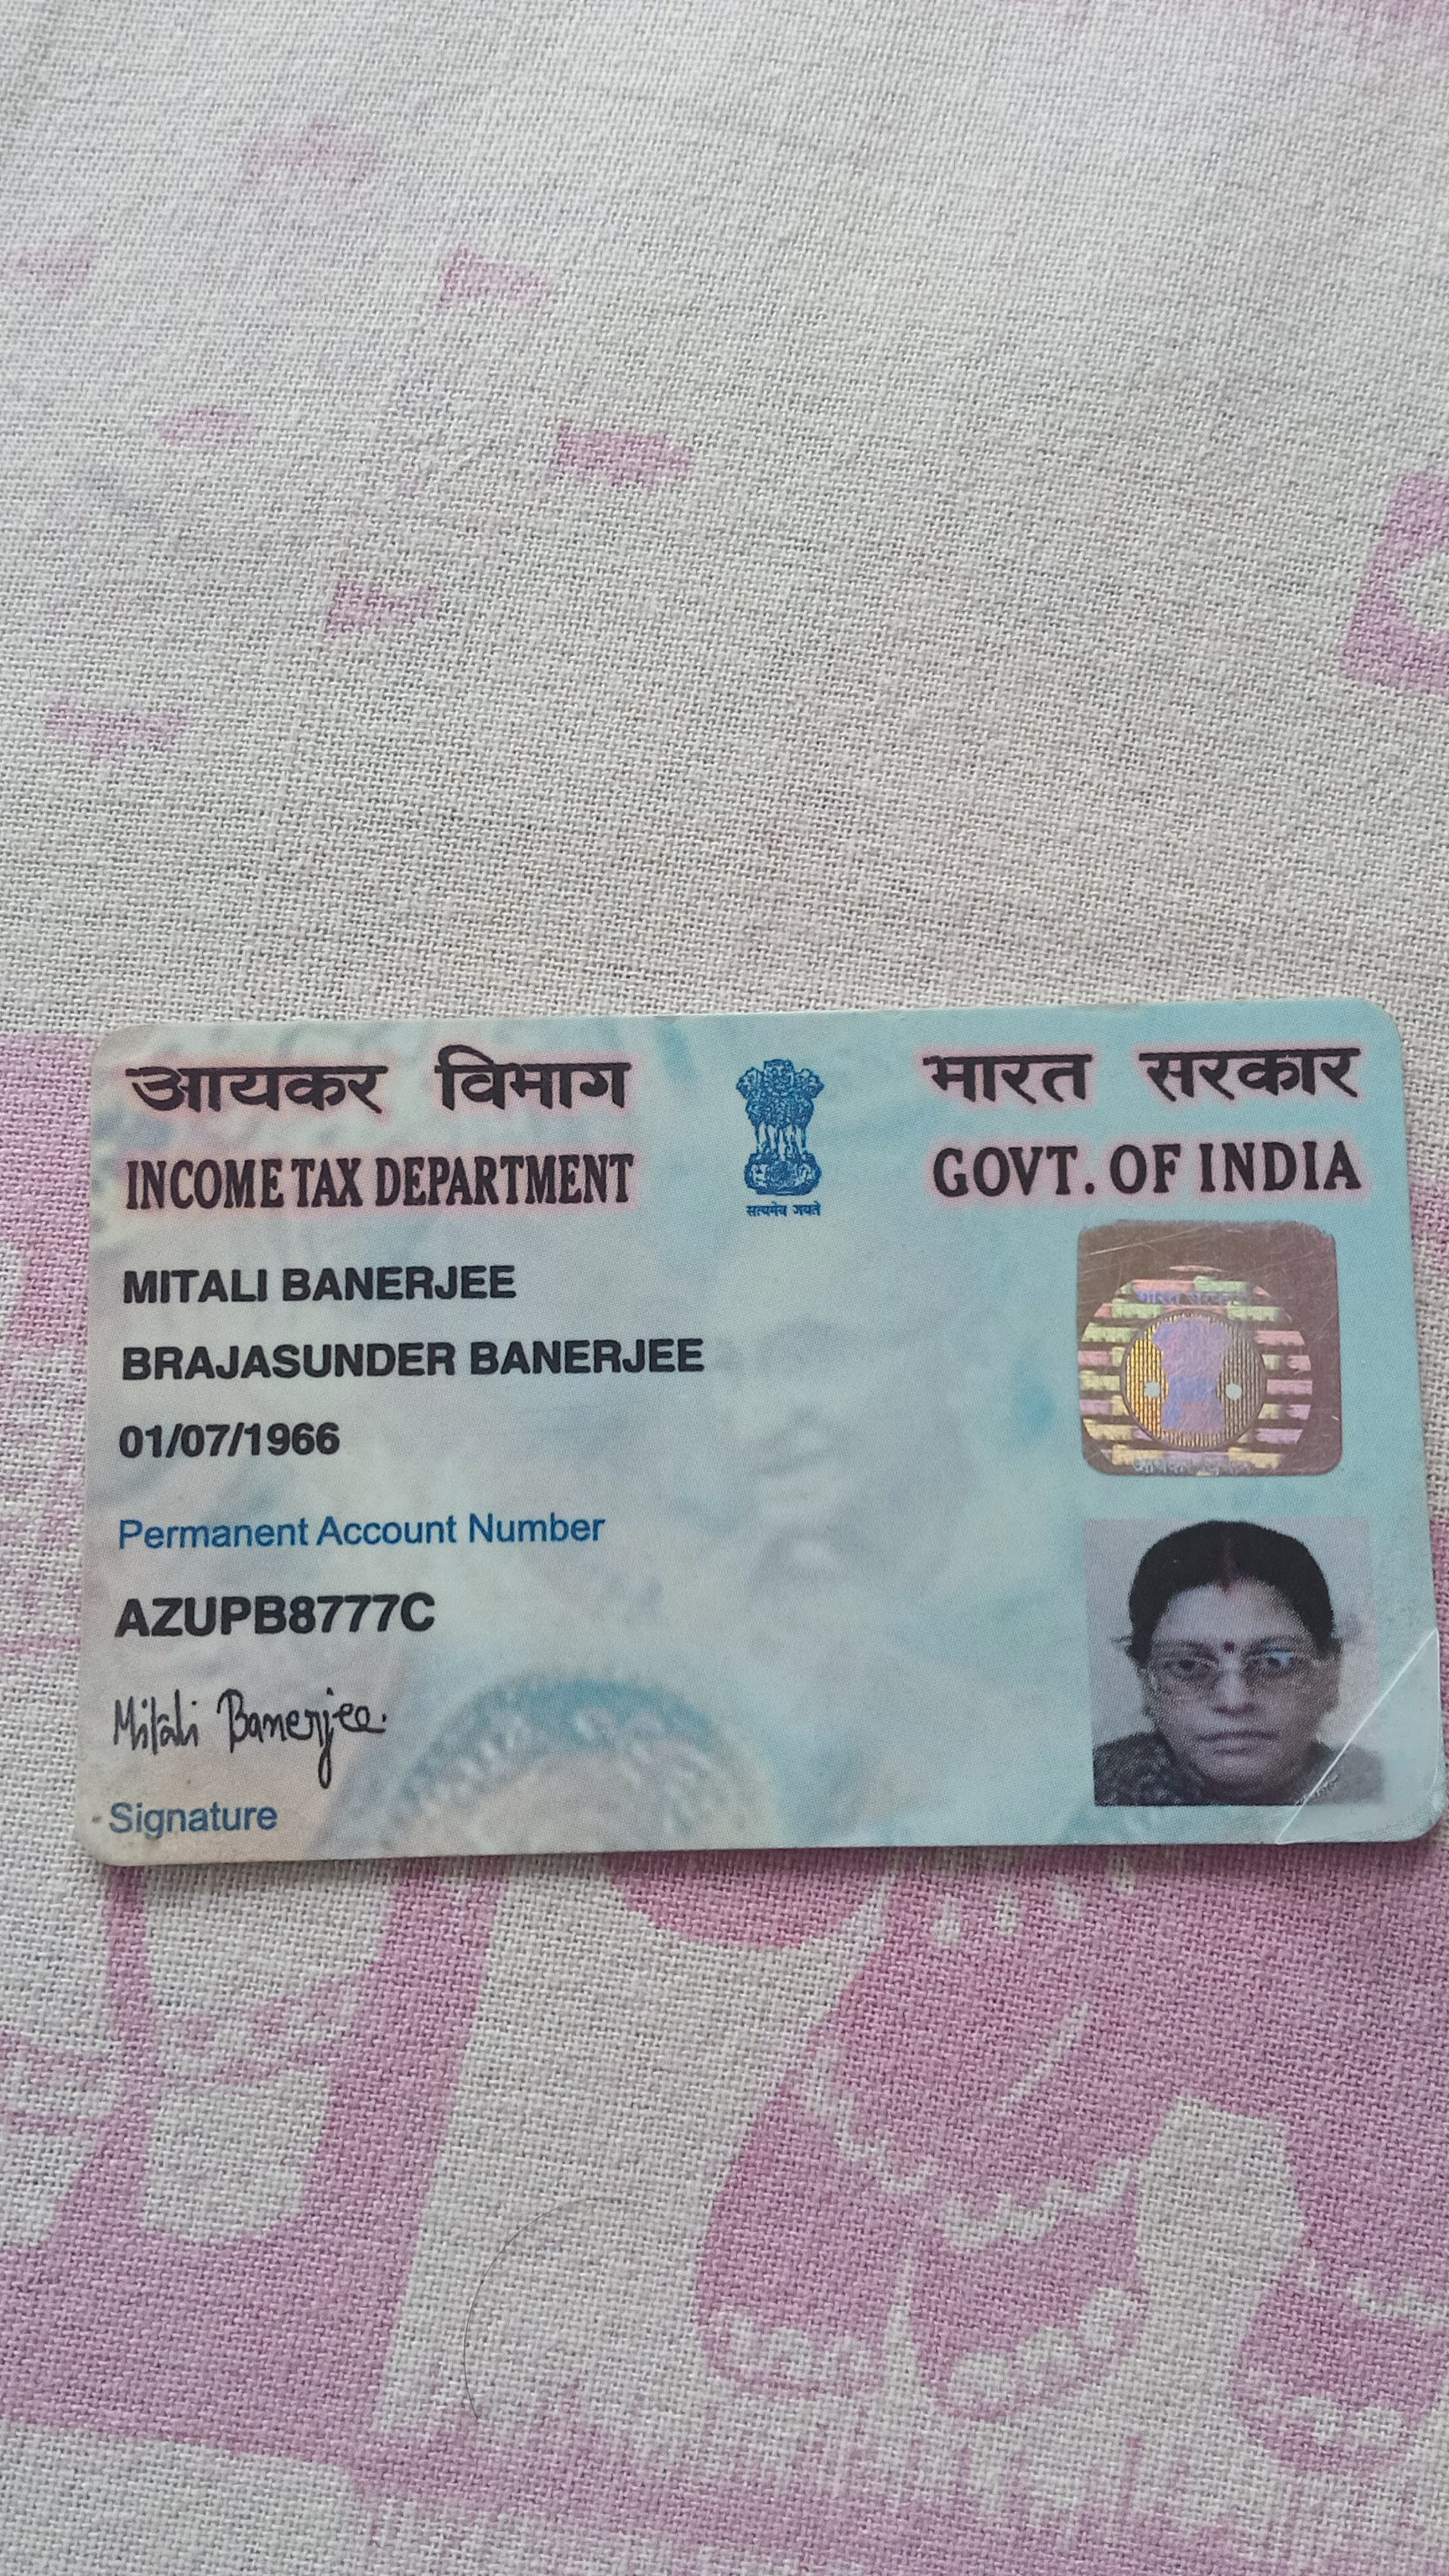 आयकर विभाग
भारत सरकार
INCOME TAX DEPARTMENT
GOVT. OF INDIA
सत्यमेव जयते
MITALI BANERJEE
BRAJASUNDER BANERJEE
01/07/1966
Permanent Account Number
AZUPB8777C
Mitali Banerjee.
Signature